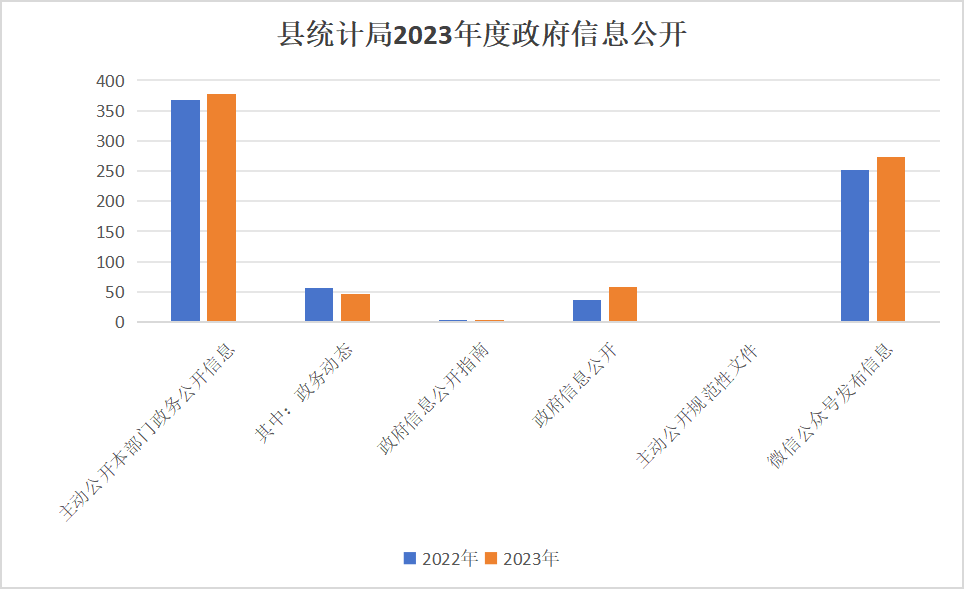 县统计局2023年度政府信息公开
400
350
300
250
200
150
100
50
0
主动公开本部门政务公开信息
其中：政务动态
政府信息公开指南
政府信息公开
主动公开规范性文件
微信公众号发布信息
2022年 2023年